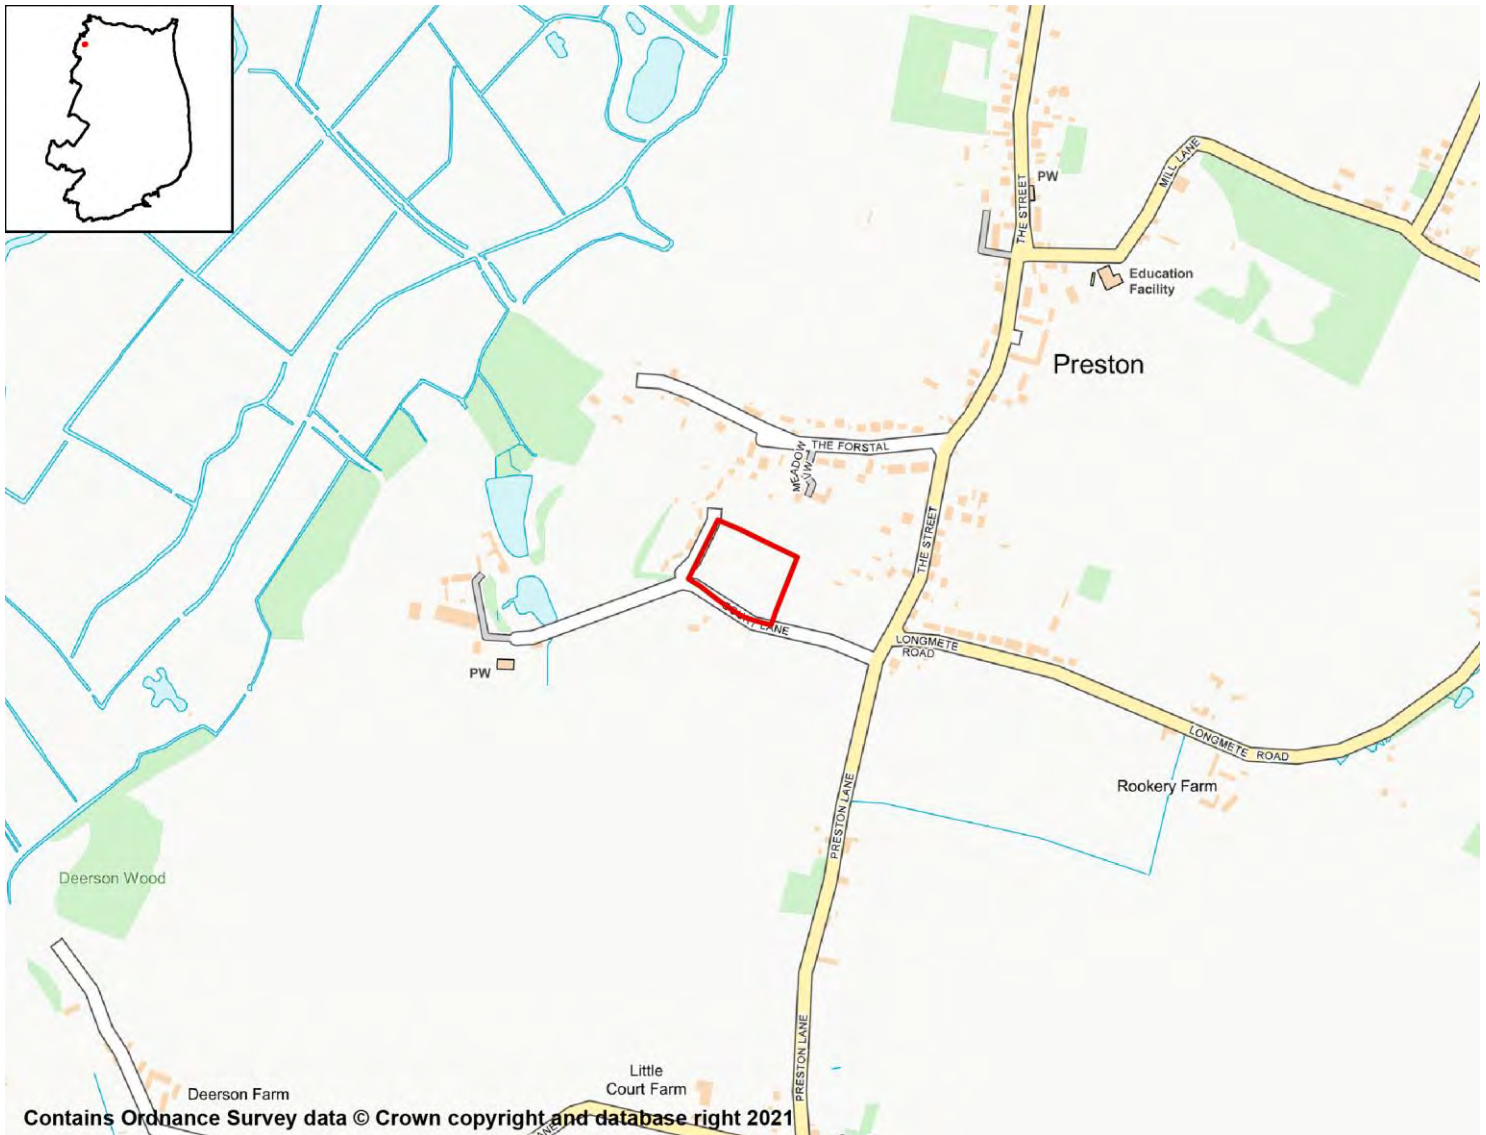 MILL LANE
PW
THE STREET
Education
Facility
Preston
THE FORSTAL
MEADOW
VW
THE STREET
COURT LANE
LONGMETE
ROAD
PW
LONGMETE ROAD
Rookery Farm
PRESTON LANE
Deerson Wood
PRESTON LANE
Little
Court Farm
Deerson Farm
Contains Ordnance Survey data © Crown copyright and database right 2021